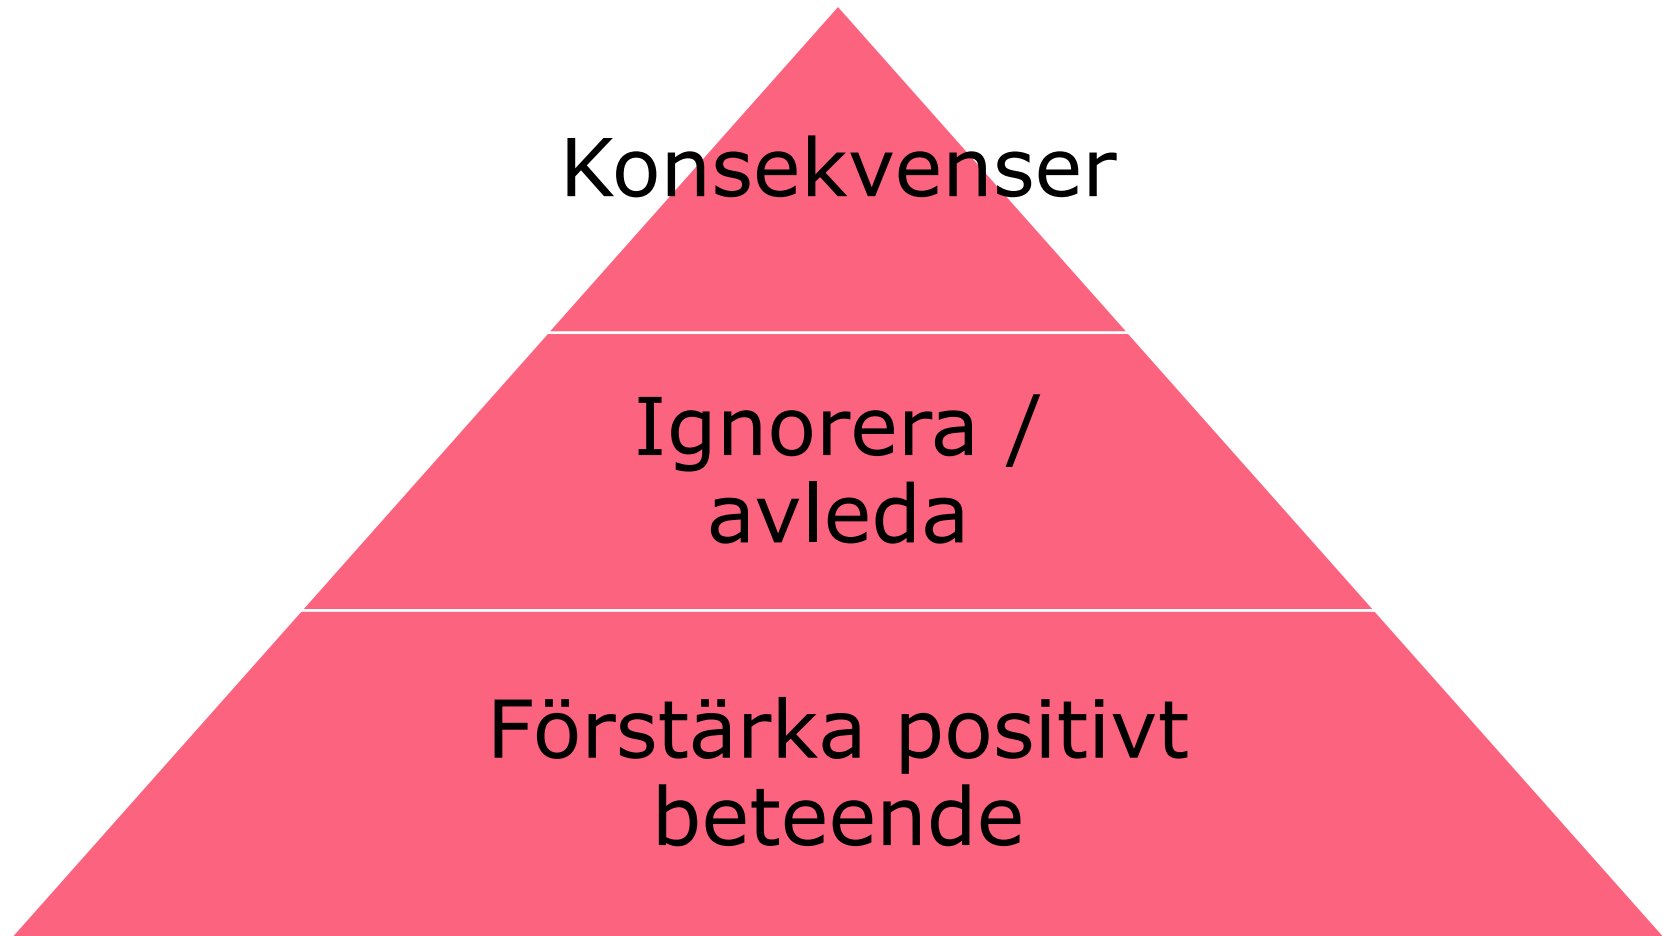 Konsekvenser
Ignorera /
avleda
Förstärka positivt
beteende